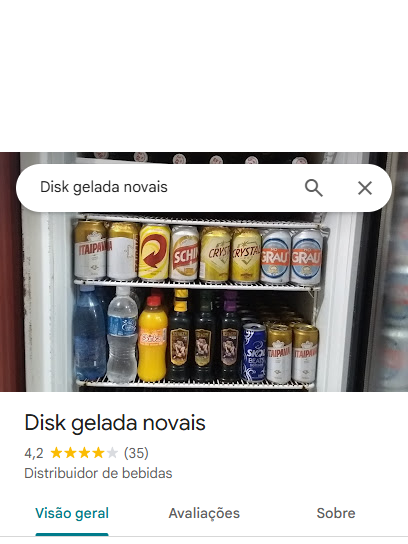 Disk gelada novais
ITAIPAVA
SCHIN
CRYSTAL
CRYSTAL
GRAU
GRAU
SKOL
BEATS
ITAIPAVA
ITAIPAVA
Disk gelada novais
4,2 (35)
Distribuidor de bebidas
Visão geral Avaliações Sobre